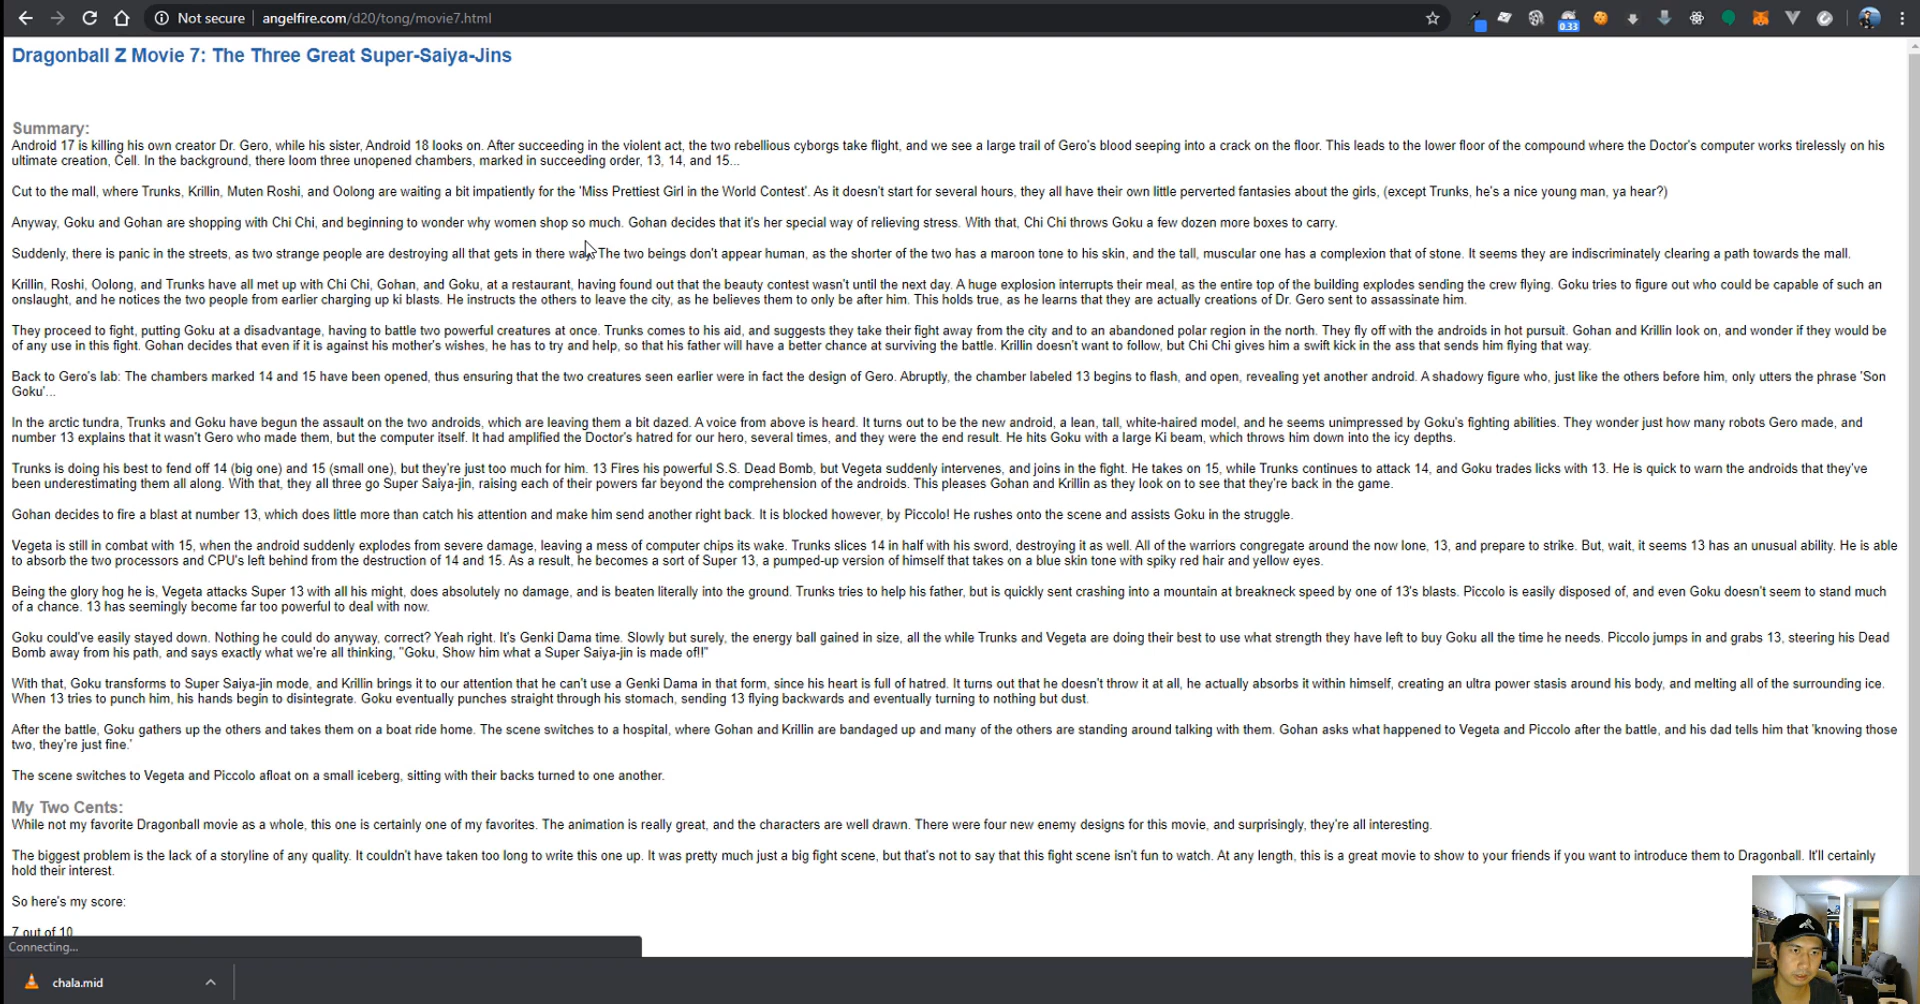 Not secure
angelfire.com/d20/tong/movie7.html
0.33
Dragonball Z Movie 7: The Three Great Super-Saiya-Jins
Summary:
Android 17 is killing his own creator Dr. Gero, while his sister, Android 18 looks on. After succeeding in the violent act, the two rebellious cyborgs take flight, and we see a large trail of Gero's blood seeping into a crack on the floor. This leads to the lower floor of the compound where the Doctor's computer works tirelessly on his
ultimate creation, Cell. In the background, there loom three unopened chambers, marked in succeeding order, 13, 14, and 15...
Cut to the mall, where Trunks, Krillin, Muten Roshi, and Oolong are waiting a bit impatiently for the 'Miss Prettiest Girl in the World Contest'. As it doesn't start for several hours, they all have their own little perverted fantasies about the girls, (except Trunks, he's a nice young man, ya hear?)
Anyway, Goku and Gohan are shopping with Chi Chi, and beginning to wonder why women shop so much. Gohan decides that it's her special way of relieving stress. With that, Chi Chi throws Goku a few dozen more boxes to carry.
Suddenly, there is panic in the streets, as two strange people are destroying all that gets in there way. The two beings don't appear human, as the shorter of the two has a maroon tone to his skin, and the tall, muscular one has a complexion that of stone. It seems they are indiscriminately clearing a path towards the mall.
Krillin, Roshi, Oolong, and Trunks have all met up with Chi Chi, Gohan, and Goku, at a restaurant, having found out that the beauty contest wasn't until the next day. A huge explosion interrupts their meal, as the entire top of the building explodes sending the crew flying. Goku tries to figure out who could be capable of such an
onslaught, and he notices the two people from earlier charging up ki blasts. He instructs the others to leave the city, as he believes them to only be after him. This holds true, as he learns that they are actually creations of Dr. Gero sent to assassinate him.
They proceed to fight, putting Goku at a disadvantage, having to battle two powerful creatures at once. Trunks comes to his aid, and suggests they take their fight away from the city and to an abandoned polar region in the north. They fly off with the androids in hot pursuit. Gohan and Krillin look on, and wonder if they would be
of any use in this fight. Gohan decides that even if it is against his mother's wishes, he has to try and help, so that his father will have a better chance at surviving the battle. Krillin doesn't want to follow, but Chi Chi gives him a swift kick in the ass that sends him flying that way.
Back to Gero's lab: The chambers marked 14 and 15 have been opened, thus ensuring that the two creatures seen earlier were in fact the design of Gero. Abruptly, the chamber labeled 13 begins to flash, and open, revealing yet another android. A shadowy figure who, just like the others before him, only utters the phrase 'Son
Goku'...
In the arctic tundra, Trunks and Goku have begun the assault on the two androids, which are leaving them a bit dazed. A voice from above is heard. It turns out to be the new android, a lean, tall, white-haired model, and he seems unimpressed by Goku's fighting abilities. They wonder just how many robots Gero made, and
number 13 explains that it wasn't Gero who made them, but the computer itself. It had amplified the Doctor's hatred for our hero, several times, and they were the end result. He hits Goku with a large Ki beam, which throws him down into the icy depths.
Trunks is doing his best to fend off 14 (big one) and 15 (small one), but they're just too much for him. 13 Fires his powerful S.S. Dead Bomb, but Vegeta suddenly intervenes, and joins in the fight. He takes on 15, while Trunks continues to attack 14, and Goku trades licks with 13. He is quick to warn the androids that they've
been underestimating them all along. With that, they all three go Super Saiya-jin, raising each of their powers far beyond the comprehension of the androids. This pleases Gohan and Krillin as they look on to see that they're back in the game.
Gohan decides to fire a blast at number 13, which does little more than catch his attention and make him send another right back. It is blocked however, by Piccolo! He rushes onto the scene and assists Goku in the struggle.
Vegeta is still in combat with 15, when the android suddenly explodes from severe damage, leaving a mess of computer chips its wake. Trunks slices 14 in half with his sword, destroying it as well. All of the warriors congregate around the now lone, 13, and prepare to strike. But, wait, it seems 13 has an unusual ability. He is able
to absorb the two processors and CPU's left behind from the destruction of 14 and 15. As a result, he becomes a sort of Super 13, a pumped-up version of himself that takes on a blue skin tone with spiky red hair and yellow eyes.
Being the glory hog he is, Vegeta attacks Super 13 with all his might, does absolutely no damage, and is beaten literally into the ground. Trunks tries to help his father, but is quickly sent crashing into a mountain at breakneck speed by one of 13's blasts. Piccolo is easily disposed of, and even Goku doesn't seem to stand much
of a chance. 13 has seemingly become far too powerful to deal with now.
Goku could've easily stayed down. Nothing he could do anyway, correct? Yeah right. It's Genki Dama time. Slowly but surely, the energy ball gained in size, all the while Trunks and Vegeta are doing their best to use what strength they have left to buy Goku all the time he needs. Piccolo jumps in and grabs 13, steering his Dead
Bomb away from his path, and says exactly what we're all thinking, "Goku, Show him what a Super Saiya-jin is made of!!"
With that, Goku transforms to Super Saiya-jin mode, and Krillin brings it to our attention that he can't use a Genki Dama in that form, since his heart is full of hatred. It turns out that he doesn't throw it at all, he actually absorbs it within himself, creating an ultra power stasis around his body, and melting all of the surrounding ice.
When 13 tries to punch him, his hands begin to disintegrate. Goku eventually punches straight through his stomach, sending 13 flying backwards and eventually turning to nothing but dust.
After the battle, Goku gathers up the others and takes them on a boat ride home. The scene switches to a hospital, where Gohan and Krillin are bandaged up and many of the others are standing around talking with them. Gohan asks what happened to Vegeta and Piccolo after the battle, and his dad tells him that 'knowing those
two, they're just fine.'
The scene switches to Vegeta and Piccolo afloat on a small iceberg, sitting with their backs turned to one another.
My Two Cents:
While not my favorite Dragonball movie as a whole, this one is certainly one of my favorites. The animation is really great, and the characters are well drawn. There were four new enemy designs for this movie, and surprisingly, they're all interesting.
The biggest problem is the lack of a storyline of any quality. It couldn't have taken too long to write this one up. It was pretty much just a big fight scene, but that's not to say that this fight scene isn't fun to watch. At any length, this is a great movie to show to your friends if you want to introduce them to Dragonball. It'll certainly
hold their interest.
So here's my score:
7 out of 10
Connecting...
chala.mid